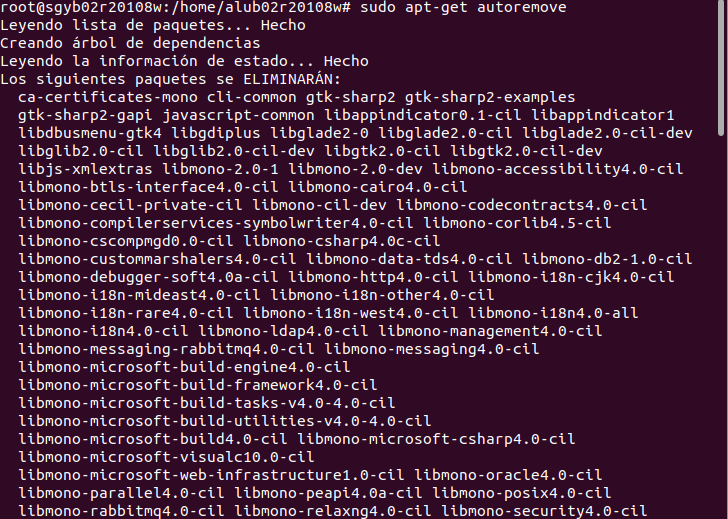 root@sgyb02r20108w:/home/alub02r20108w# sudo apt-get autoremove
Leyendo lista de paquetes... Hecho
Creando árbol de dependencias
Leyendo la información de estado... Hecho
Los siguientes paquetes se ELIMINARÁN:
ca-certificates-mono cli-common gtk-sharp2 gtk-sharp2-examples
gtk-sharp2-gapi javascript-common libappindicator0.1-cil libappindicator1
libdbusmenu-gtk4 libgdiplus libglade2-0 libglade2.0-cil libglade2.0-cil-dev
libglib2.0-cil libglib2.0-cil-dev libgtk2.0-cil libgtk2.0-cil-dev
libjs-xmlextras libmono-2.0-1 libmono-2.0-dev libmono-accessibility4.0-cil
libmono-btls-interface4.0-cil libmono-cairo4.0-cil
libmono-cecil-private-cil libmono-cil-dev libmono-codecontracts4.0-cil
libmono-compilerservices-symbolwriter4.0-cil libmono-corlib4.5-cil
libmono-cscompmgd0.0-cil libmono-csharp4.0c-cil
libmono-custommarshalers4.0-cil libmono-data-tds4.0-cil libmono-db2-1.0-cil
libmono-debugger-soft4.0a-cil libmono-http4.0-cil libmono-i18n-cjk4.0-cil
libmono-i18n-mideast4.0-cil libmono-i18n-other4.0-cil
libmono-i18n-rare4.0-cil libmono-i18n-west4.0-cil libmono-i18n4.0-all
libmono-i18n4.0-cil libmono-ldap4.0-cil libmono-management4.0-cil
libmono-messaging-rabbitmq4.0-cil libmono-messaging4.0-cil
libmono-microsoft-build-engine4.0-cil
libmono-microsoft-build-framework4.0-cil
libmono-microsoft-build-tasks-v4.0-4.0-cil
libmono-microsoft-build-utilities-v4.0-4.0-cil
libmono-microsoft-build4.0-cil libmono-microsoft-csharp4.0-cil
libmono-microsoft-visualc10.0-cil
libmono-microsoft-web-infrastructure1.0-cil libmono-oracle4.0-cil
libmono-parallel4.0-cil libmono-peapi4.0a-cil libmono-posix4.0-cil
libmono-rabbitmq4.0-cil libmono-relaxng4.0-cil libmono-security4.0-cil